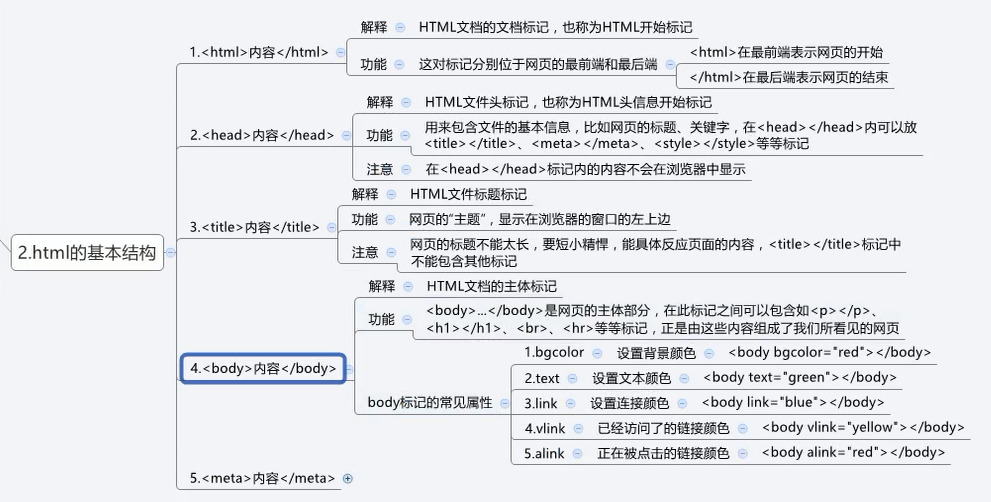 2.html的基本结构
1.<html>内容</html>
解释
HTML文档的文档标记，也称为HTML开始标记
功能
这对标记分别位于网页的最前端和最后端
<html>在最前端表示网页的开始
</html>在最后端表示网页的结束
2.<head>内容</head>
解释
HTML文件头标记，也称为HTML头信息开始标记
功能
用来包含文件的基本信息，比如网页的标题、关键字，在<head></head>内可以放
<title></title>、<meta></meta>、<style></style>等等标记
注意
在<head></head>标记内的内容不会在浏览器中显示
3.<title>内容</title>
解释
HTML文件标题标记
功能
网页的“主题”，显示在浏览器的窗口的左上边
注意
网页的标题不能太长，要短小精悍，能具体反应页面的内容，<title></title>标记中
不能包含其他标记
4.<body>内容</body>
解释
HTML文档的主体标记
功能
<body>...</body>是网页的主体部分，在此标记之间可以包含如<p></p>、
<h1></h1>、<br>、<hr>等等标记，正是由这些内容组成了我们所看见的网页
body标记的常见属性
1.bgcolor 设置背景颜色 <body bgcolor="red"></body>
2.text 设置文本颜色 <body text="green"></body>
3.link 设置连接颜色 <body link="blue"></body>
4.vlink 已经访问了的链接颜色 <body vlink="yellow"></body>
5.alink 正在被点击的链接颜色 <body alink="red"></body>
5.<meta>内容</meta>